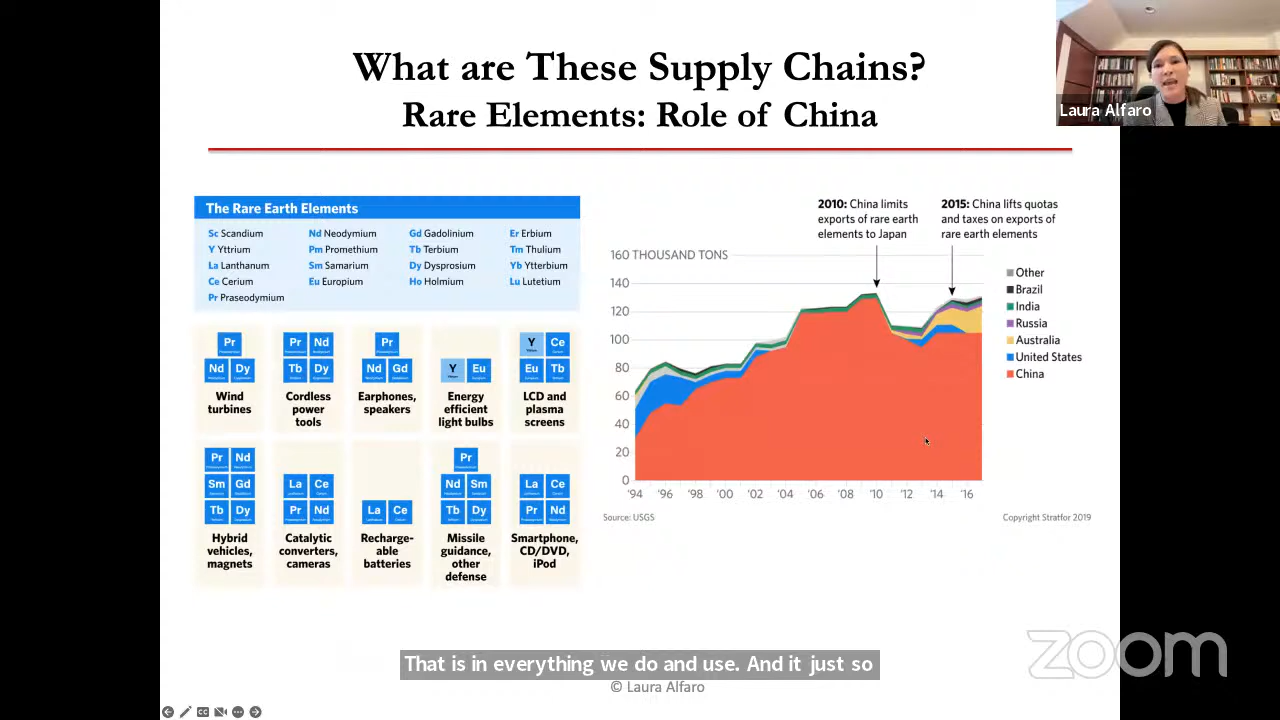 What are These Supply Chains?
Rare Elements: Role of China
Laura Alfaro
The Rare Earth Elements
Sc Scandium
Y Yttrium
La Lanthanum
Ce Cerium
Pr Praseodymium
Nd Neodymium
Pm Promethium
Sm Samarium
Eu Europium
Gd Gadolinium
Tb Terbium
Dy Dysprosium
Ho Holmium
Er Erbium
Tm Thulium
Yb Ytterbium
Lu Lutetium
Pr
Nd Dy
Wind
turbines
Pr Nd
Tb Dy
Cordless
power
tools
Pr
Nd Gd
Earphones,
speakers
Y Eu
Energy
efficient
light bulbs
Y Ce
Eu Tb
LCD and
plasma
screens
Pr Nd
Sm Gd
Tb Dy
Hybrid
vehicles,
magnets
La Ce
Pr Nd
Catalytic
converters,
cameras
La Ce
Recharge-
able
batteries
Pr
Nd Sm
Tb Dy
Missile
guidance,
other
defense
La Ce
Pr Nd
Smartphone,
CD/DVD,
iPod
2010: China limits
exports of rare earth
elements to Japan
2015: China lifts quotas
and taxes on exports of
rare earth elements
160 THOUSAND TONS
140
120
100
80
60
40
20
0
'94 '96 '98 '00 '02 '04 '06 '08 '10 '12 '14 '16
Other
Brazil
India
Russia
Australia
United States
China
Source: USGS
Copyright Stratfor 2019
That is in everything we do and use. And it just so
© Laura Alfaro
zoom